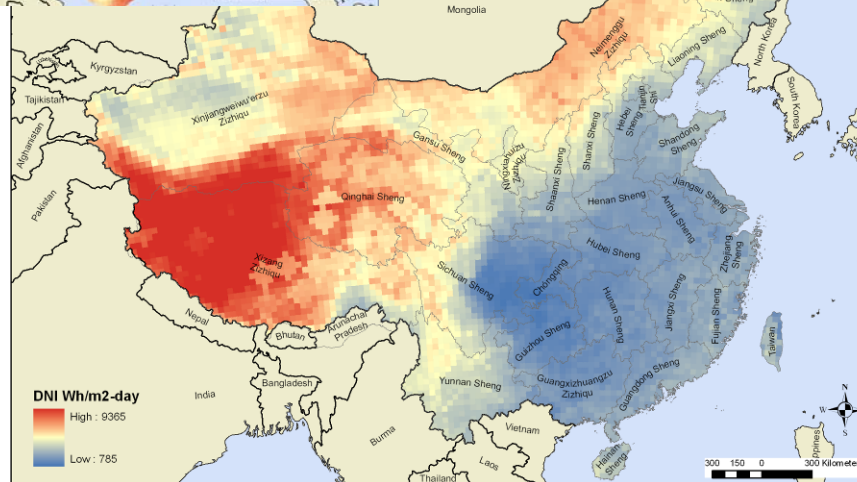 Mongolia
Kyrgyzstan
Tajikistan
Afghanistan
Pakistan
Xinjiangweiwu'erzu
Zizhiqu
Gansu Sheng
Qinghai Sheng
Xizang
Zizhiqu
Neimenggu
Zizhiqu
Liaoning Sheng
North Korea
South Korea
Hebei
Sheng
Tianjin
Shi
Shandong
Sheng
Shanxi Sheng
Shaanxi Sheng
Ningxiahuizu
Zizhiqu
Henan Sheng
Jiangsu Sheng
Anhui Sheng
Hubei Sheng
Zhejiang
Sheng
Sichuan Sheng
Chongqing
Hunan Sheng
Jiangxi Sheng
Fujian Sheng
Guizhou Sheng
Yunnan Sheng
Guangxizhuangzu
Zizhiqu
Guangdong Sheng
Taiwan
Hainan
Sheng
Nepal
Bhutan
Arunachal
Pradesh
India
Bangladesh
Burma
Vietnam
Laos
Thailand
DNI Wh/m2-day
High : 9365
Low : 785
N
W
E
S
300 150 0 300 Kilomete